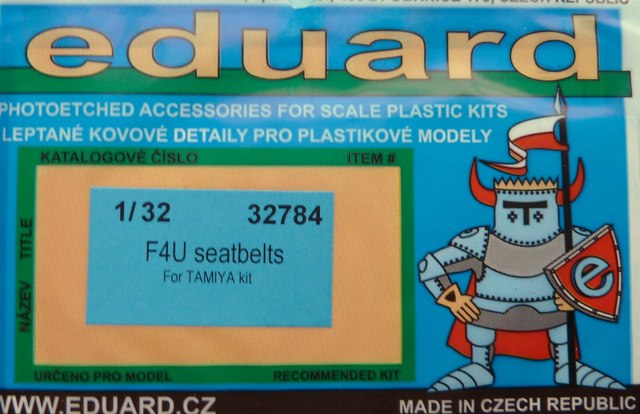 CZECH REPUBLIC
eduard
PHOTOETCHED ACCESSORIES FOR SCALE PLASTIC KITS
LEPTANÉ KOVOVÉ DETAILY PRO PLASTIKOVÉ MODELY
KATALOGOVÉ ČÍSLO ITEM #
NÁZEV TITLE
1/32 32784
F4U seatbelts
For TAMIYA kit
e
URČENO PRO MODEL RECOMMENDED KIT
WWW.EDUARD.CZ MADE IN CZECH REPUBLIC